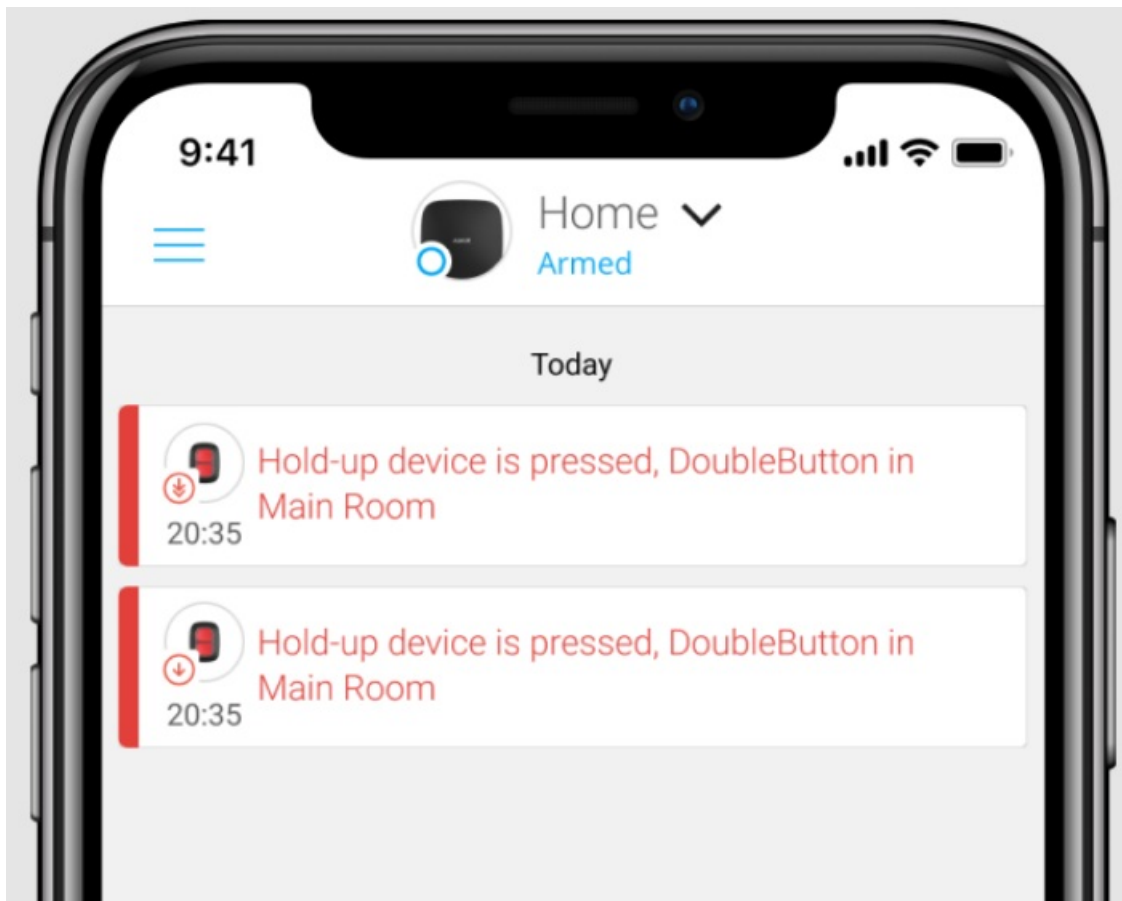 9:41
Home
Armed
Today
Hold-up device is pressed, DoubleButton in
Main Room
20:35
Hold-up device is pressed, DoubleButton in
Main Room
20:35